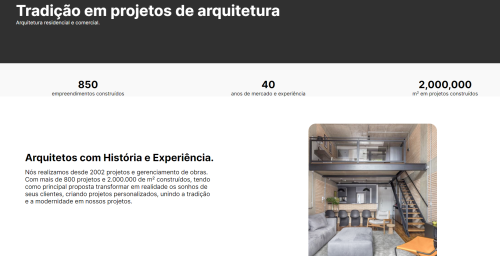 Tradição em projetos de arquitetura
Arquitetura residencial e comercial.
850
empreendimentos construídos
40
anos de mercado e experiência
2,000,000
m² em projetos construídos
Arquitetos com História e Experiência.
Nós realizamos desde 2002 projetos e gerenciamento de obras.
Com mais de 800 projetos e 2.000.000 de m² construídos, tendo
como principal proposta transformar em realidade os sonhos de
seus clientes, criando projetos personalizados, unindo a tradição
e a modernidade em nossos projetos.